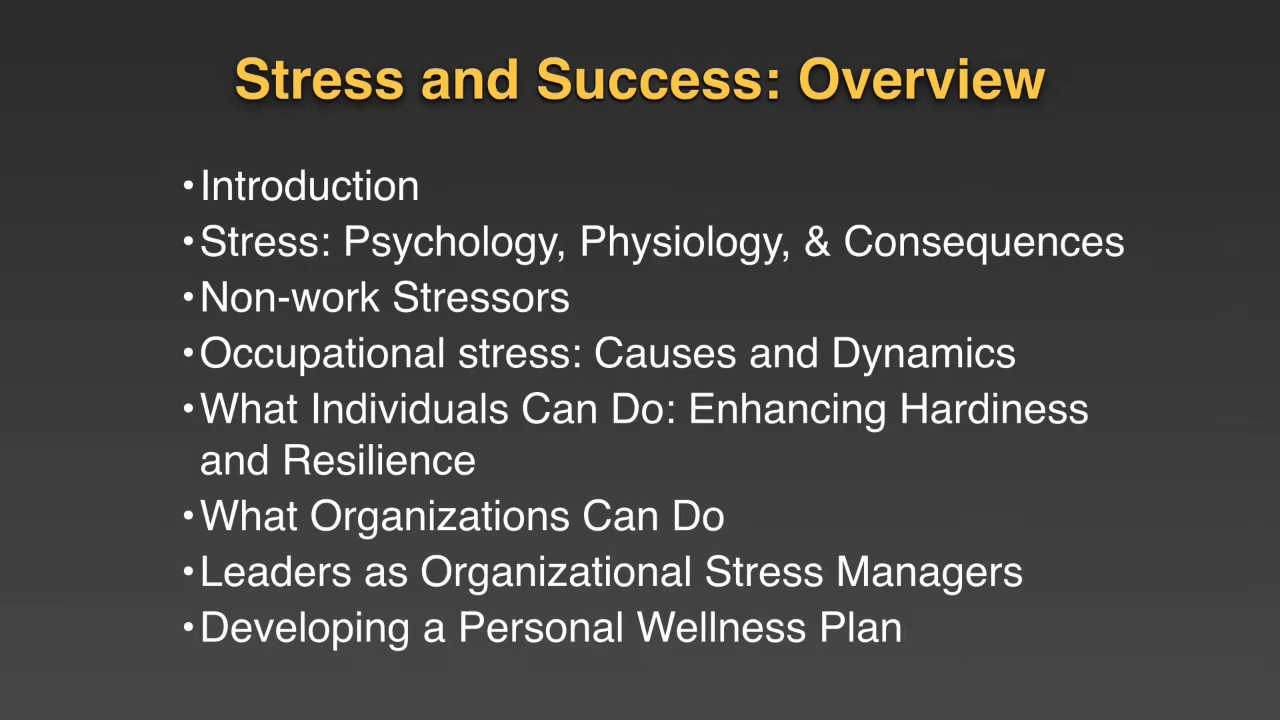 Stress and Success: Overview
•Introduction
•Stress: Psychology, Physiology, & Consequences
•Non-work Stressors
•Occupational stress: Causes and Dynamics
•What Individuals Can Do: Enhancing Hardiness
and Resilience
•What Organizations Can Do
•Leaders as Organizational Stress Managers
•Developing a Personal Wellness Plan